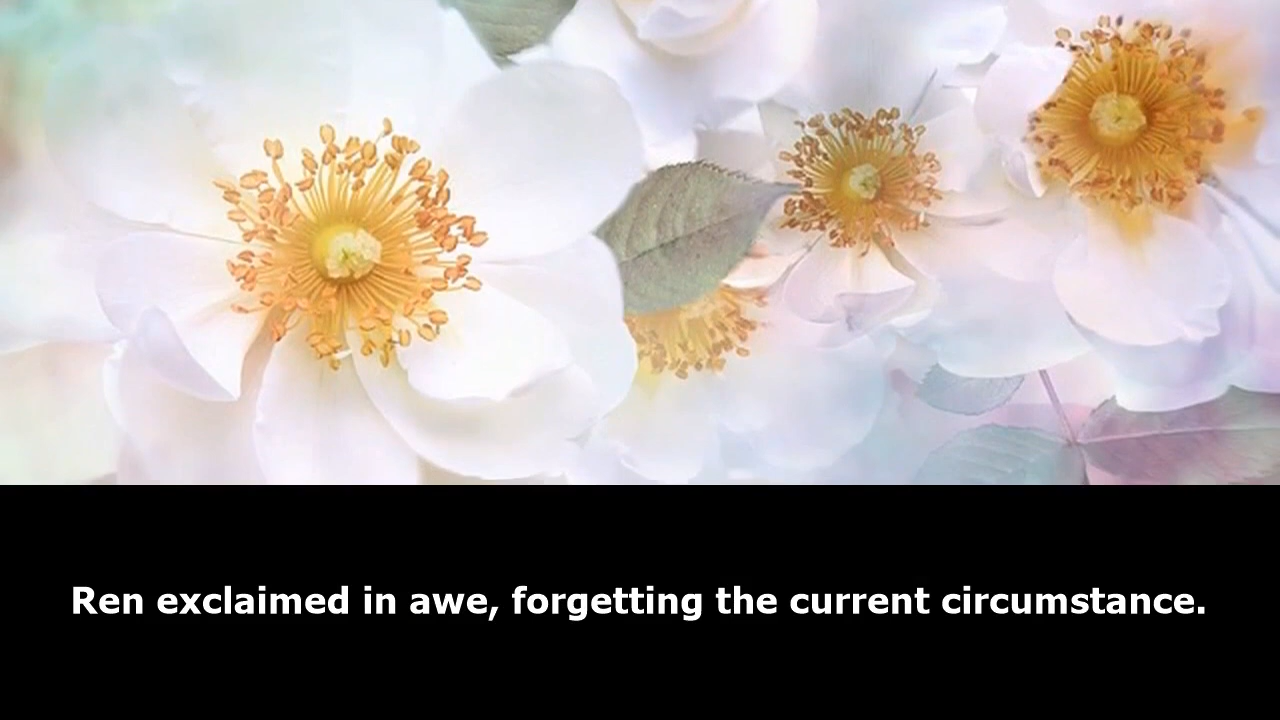 Ren exclaimed in awe, forgetting the current circumstance.